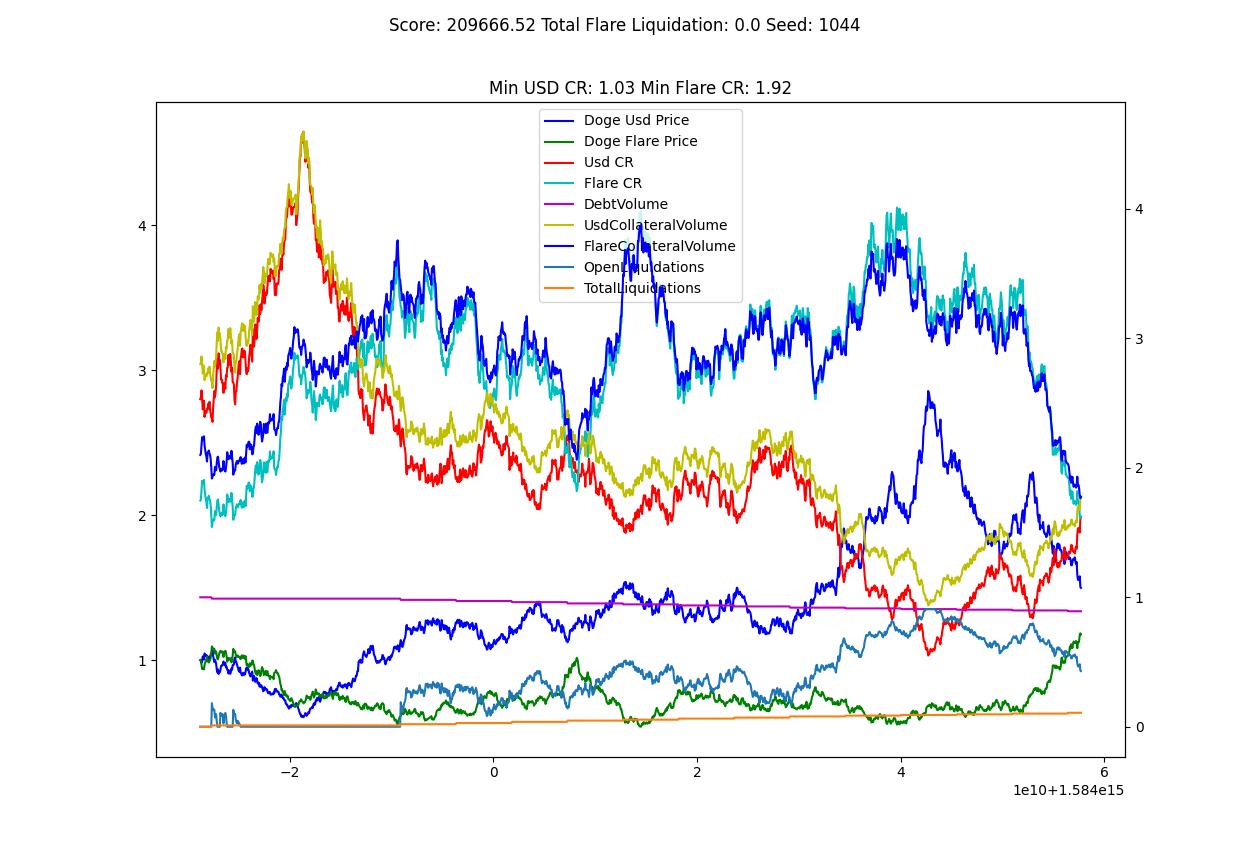 Score: 209666.52 Total Flare Liquidation: 0.0 Seed: 1044
Min USD CR: 1.03 Min Flare CR: 1.92
Doge Usd Price
Doge Flare Price
Usd CR
Flare CR
DebtVolume
UsdCollateralVolume
FlareCollateralVolume
OpenLiquidations
TotalLiquidations
4
3
2
1
4
3
2
1
0
−2
0
2
4
6
1e10+1.584e15